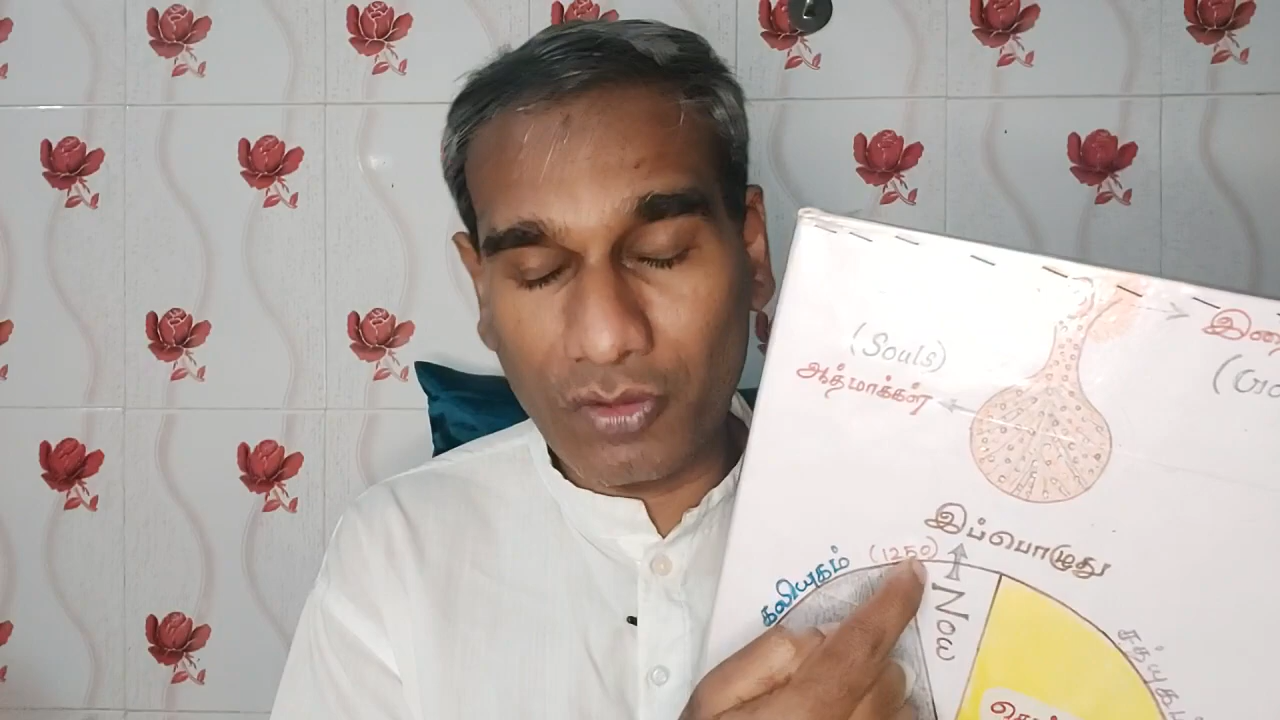 (Souls)
ஆத்மாக்கள்
இப்பொழுது
(1250)
கலியுகம்
Now